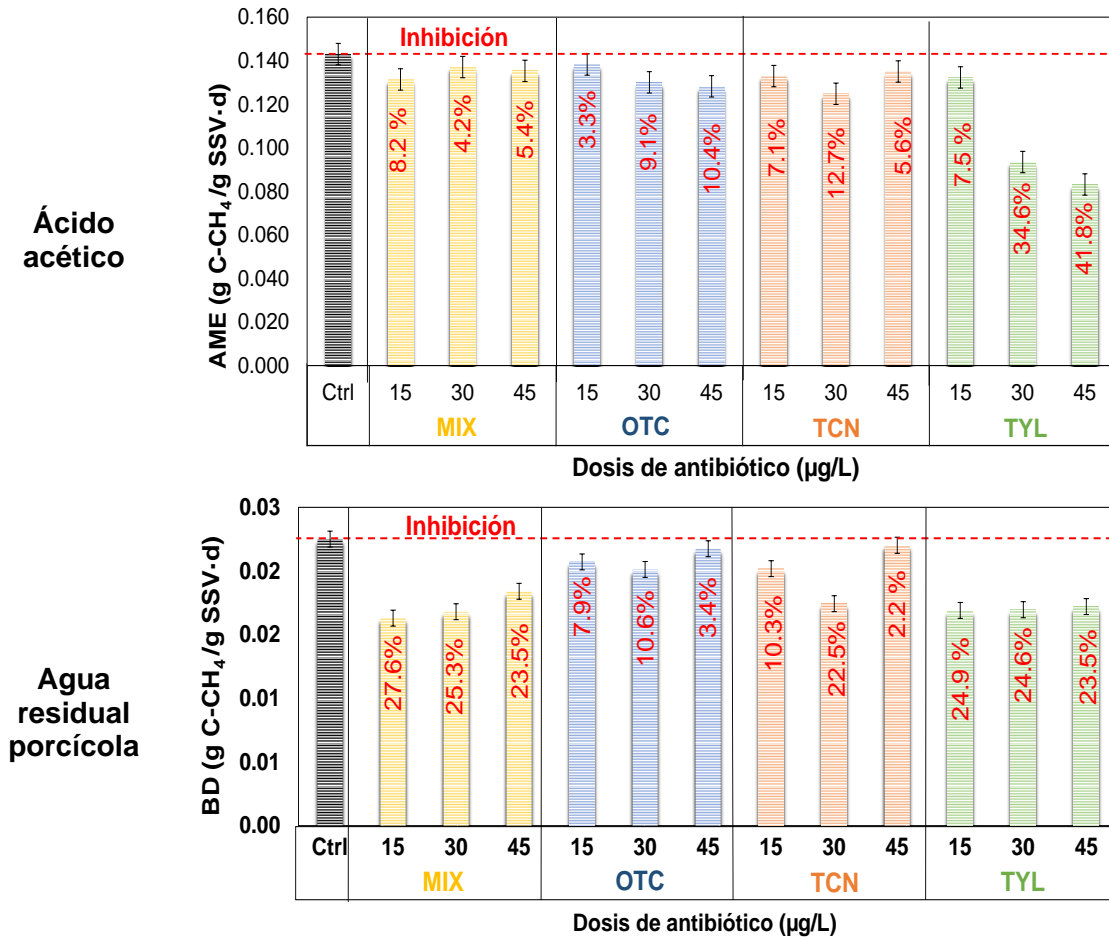 Ácido
acético
AME (g C-CH₄/g SSV-d)
0.160
0.140
0.120
0.100
0.080
0.060
0.040
0.020
0.000
Inhibición
8.2 %
4.2%
5.4%
3.3%
9.1%
10.4%
7.1%
12.7%
5.6%
7.5 %
34.6%
41.8%
Ctrl 15 30 45 15 30 45 15 30 45 15 30 45
MIX OTC TCN TYL
Dosis de antibiótico (µg/L)
Agua
residual
porcícola
BD (g C-CH₄/g SSV-d)
0.03
0.02
0.02
0.01
0.01
0.00
Inhibición
27.6%
25.3%
23.5%
7.9%
10.6%
3.4%
10.3%
22.5%
2.2 %
24.9 %
24.6%
23.5%
Ctrl 15 30 45 15 30 45 15 30 45 15 30 45
MIX OTC TCN TYL
Dosis de antibiótico (µg/L)